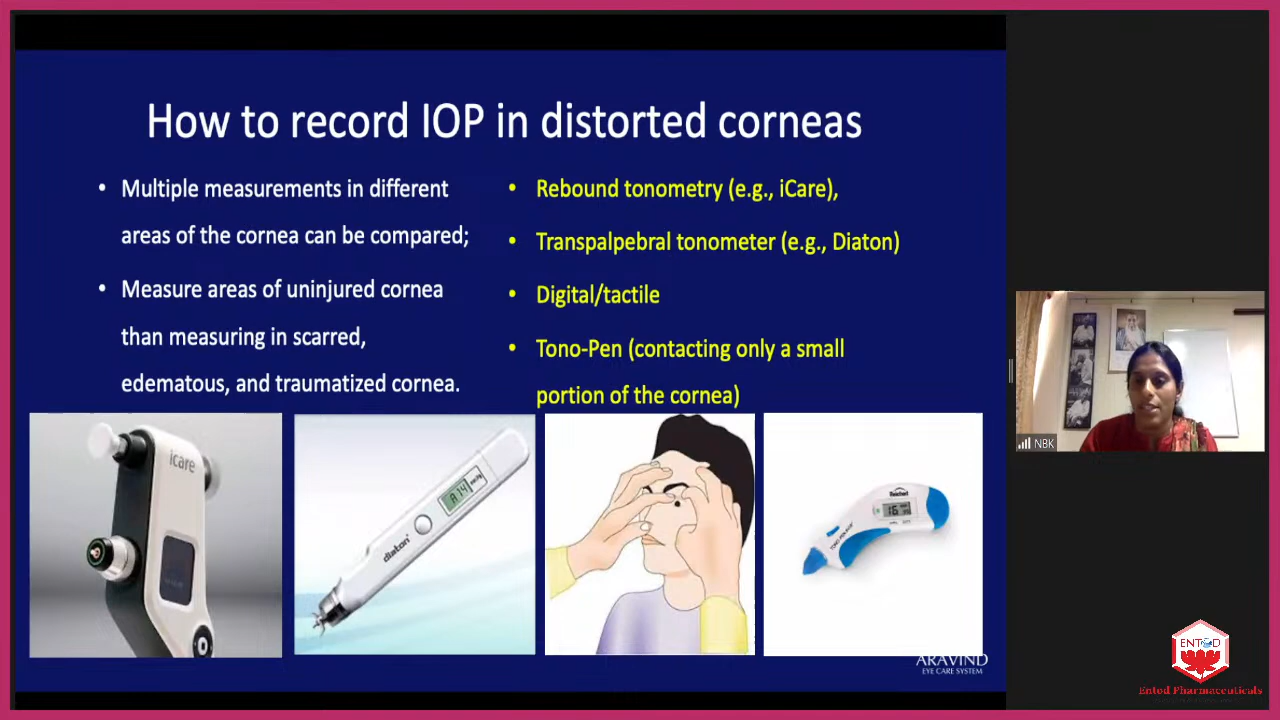 How to record IOP in distorted corneas
• Multiple measurements in different
areas of the cornea can be compared;
• Measure areas of uninjured cornea
than measuring in scarred,
edematous, and traumatized cornea.
• Rebound tonometry (e.g., iCare),
• Transpalpebral tonometer (e.g., Diaton)
• Digital/tactile
• Tono-Pen (contacting only a small
portion of the cornea)
icare
diaton
Reichert
16
ARAVIND
EYE CARE SYSTEM
NBK
ENTOD
Entod Pharmaceuticals